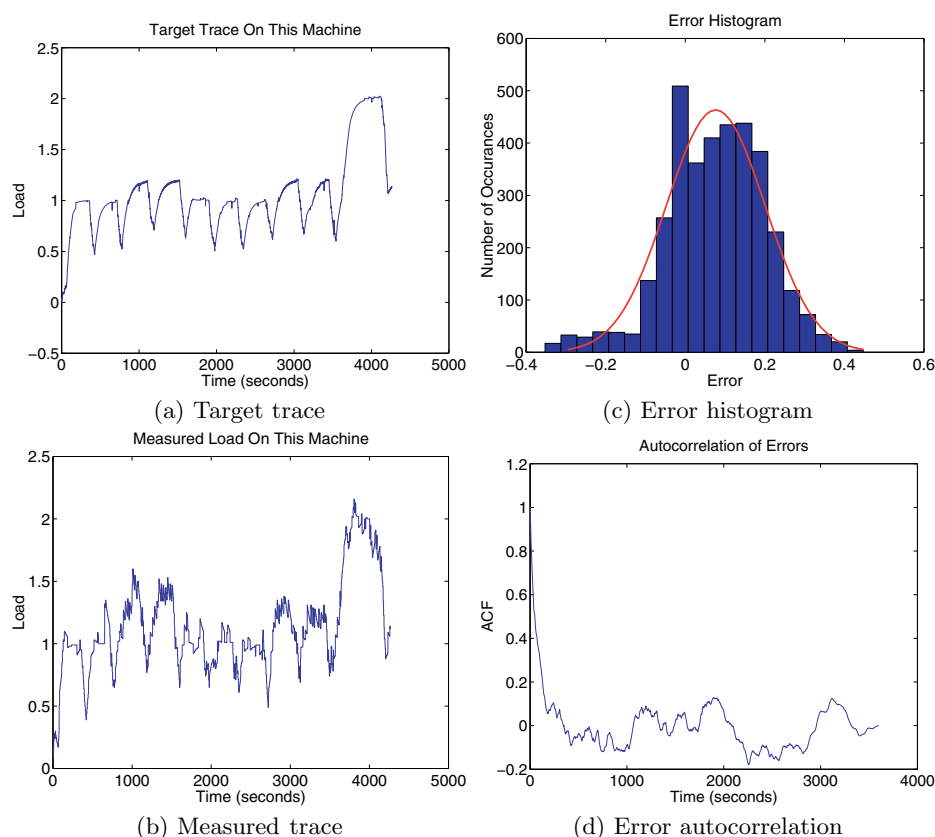 Target Trace On This Machine
2.5
2
1.5
1
0.5
0
−0.5
0 1000 2000 3000 4000 5000
Load
Time (seconds)
(a) Target trace
Error Histogram
600
500
400
300
200
100
0
−0.4 −0.2 0 0.2 0.4 0.6
Number of Occurances
Error
(c) Error histogram
Measured Load On This Machine
2.5
2
1.5
1
0.5
0
0 1000 2000 3000 4000 5000
Load
Time (seconds)
(b) Measured trace
Autocorrelation of Errors
1.2
1
0.8
0.6
0.4
0.2
0
−0.2
0 1000 2000 3000 4000
ACF
Time (seconds)
(d) Error autocorrelation